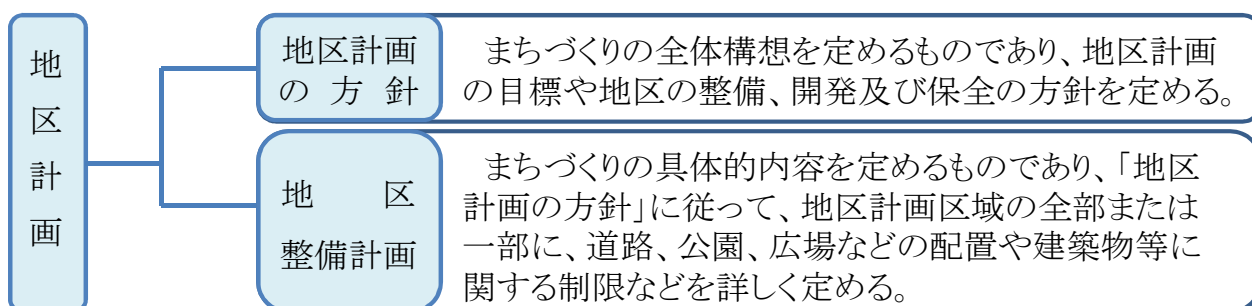 地区計画
地区計画
の方針
まちづくりの全体構想を定めるものであり、地区計画
の目標や地区の整備、開発及び保全の方針を定める。
地区
整備計画
まちづくりの具体的内容を定めるものであり、「地区
計画の方針」に従って、地区計画区域の全部または
一部に、道路、公園、広場などの配置や建築物等に
関する制限などを詳しく定める。